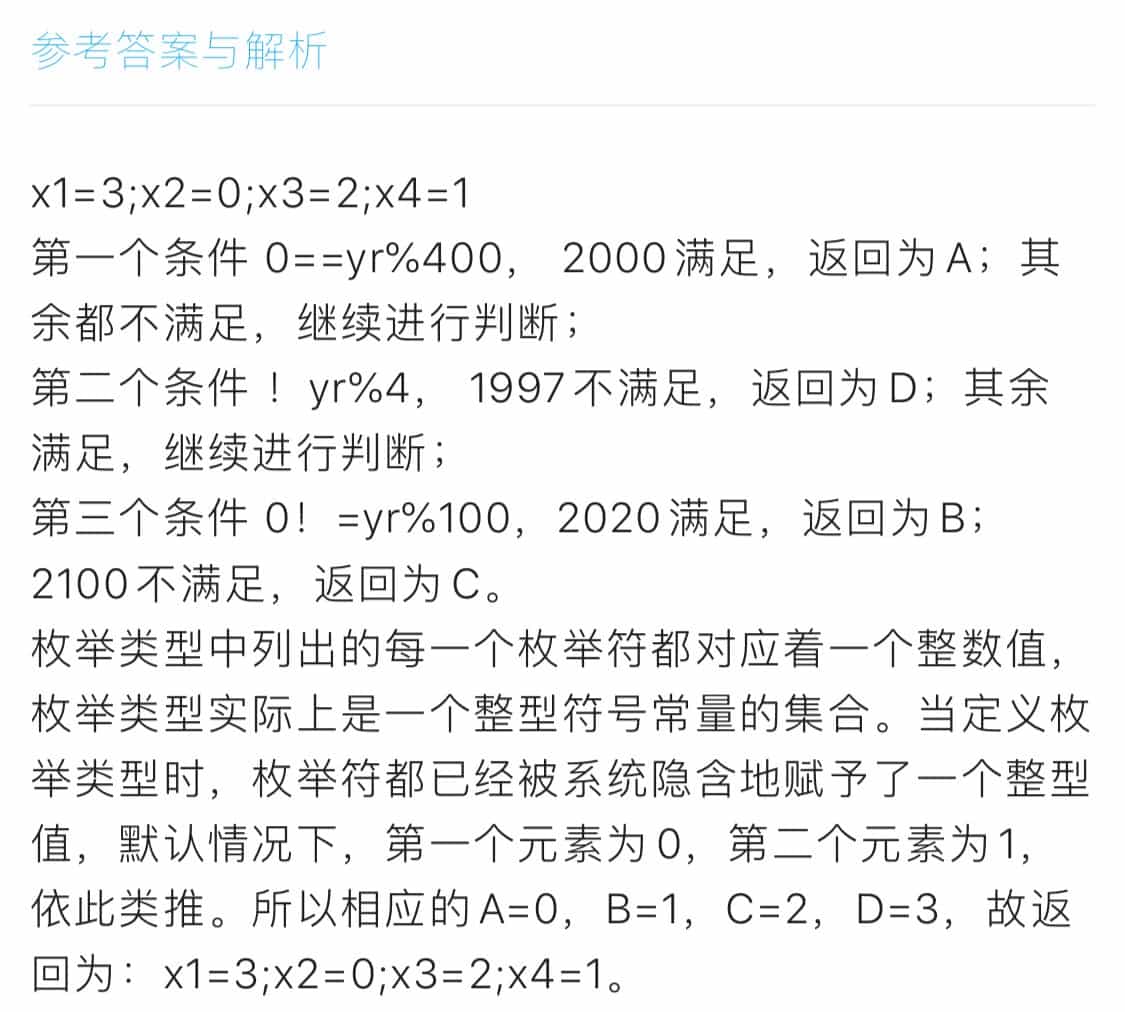 参考答案与解析
x1=3;x2=0;x3=2;x4=1
第一个条件 0==yr%400， 2000满足，返回为A；其
余都不满足，继续进行判断；
第二个条件 ！yr%4， 1997不满足，返回为D；其余
满足，继续进行判断；
第三个条件 0！=yr%100，2020满足，返回为B；
2100不满足，返回为C。
枚举类型中列出的每一个枚举符都对应着一个整数值，
枚举类型实际上是一个整型符号常量的集合。当定义枚
举类型时，枚举符都已经被系统隐含地赋予了一个整型
值，默认情况下，第一个元素为0，第二个元素为1，
依此类推。所以相应的A=0，B=1，C=2，D=3，故返
回为：x1=3;x2=0;x3=2;x4=1。